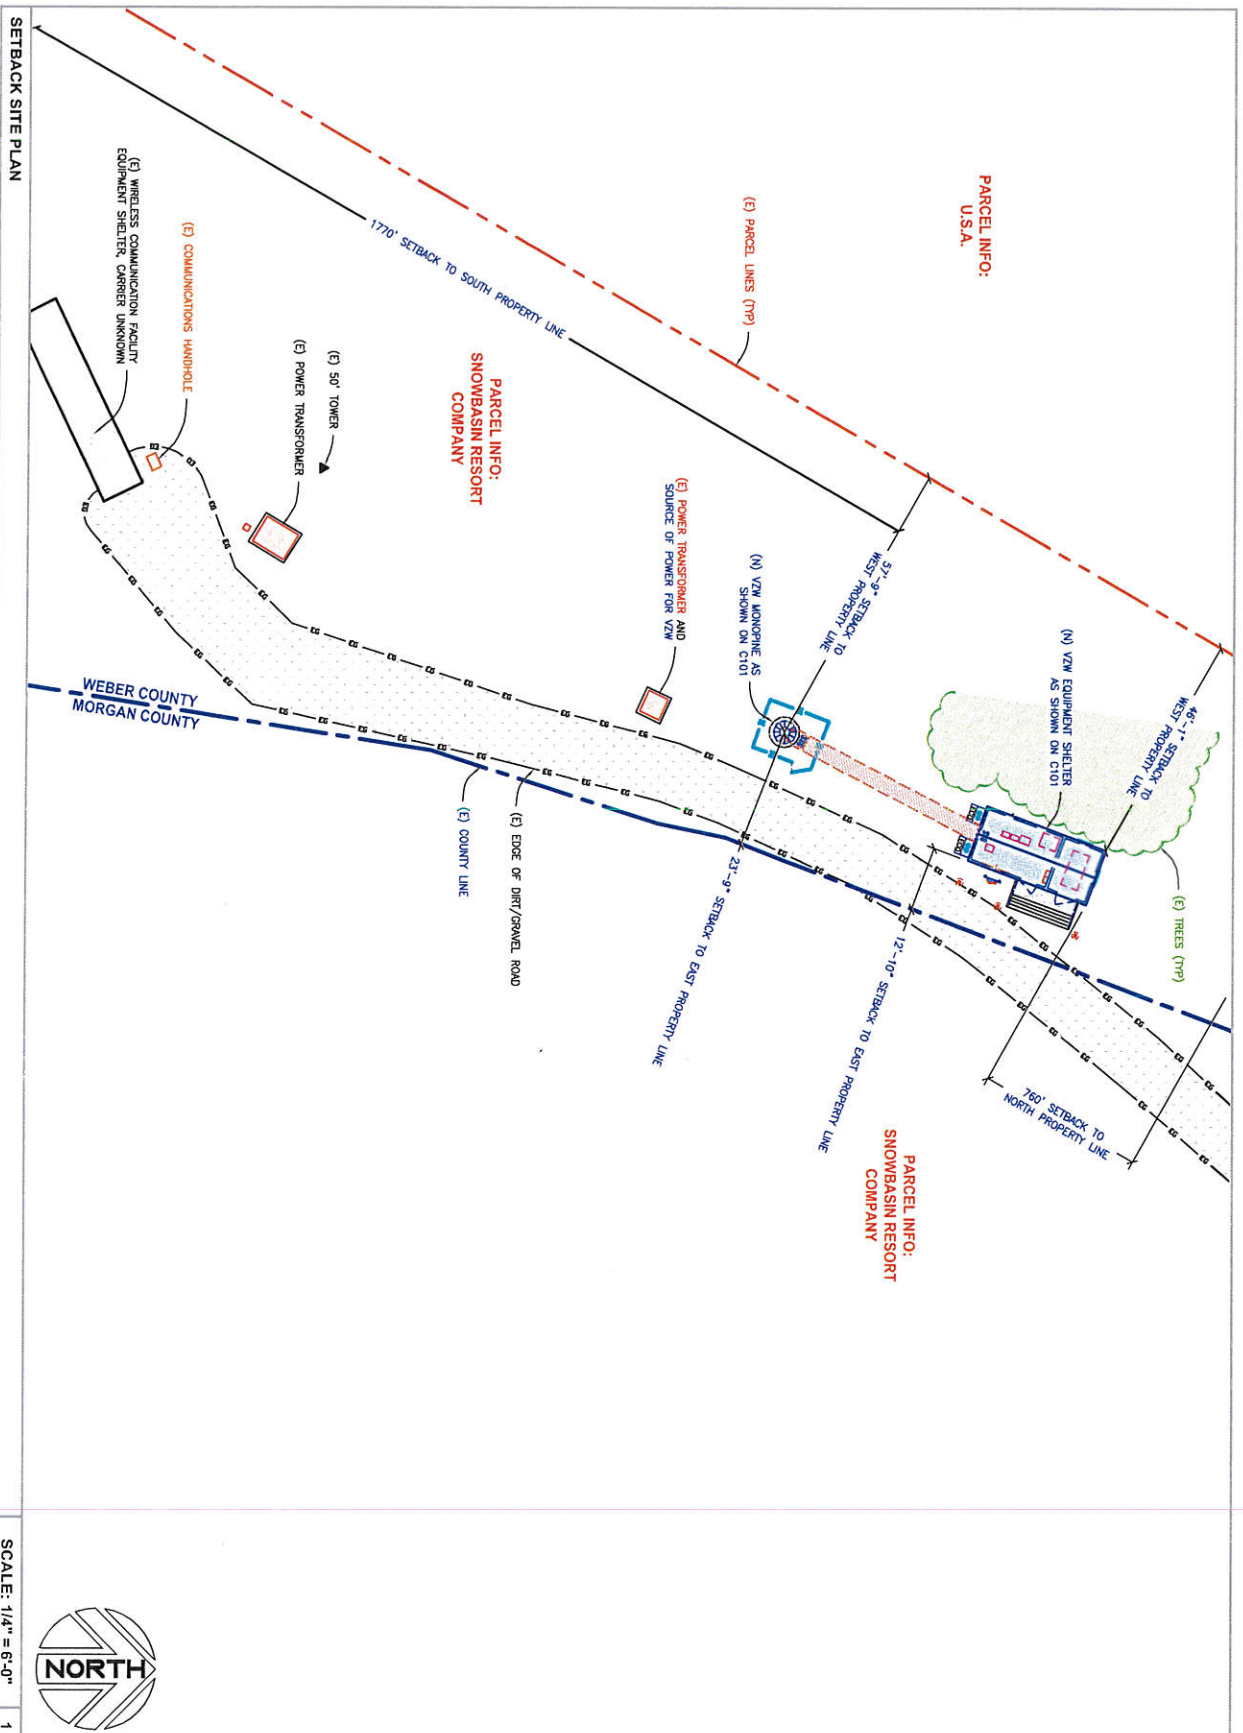 PARCEL INFO:
U.S.A.
(E) PARCEL LINES (TYP)
1770' SETBACK TO SOUTH PROPERTY LINE
46'-1" SETBACK TO
WEST PROPERTY LINE
(E) TREES (TYP)
(N) VZW EQUIPMENT SHELTER
AS SHOWN ON C101
57'-9" SETBACK TO
WEST PROPERTY LINE
(N) VZW MONOPINE AS
SHOWN ON C101
(E) POWER TRANSFORMER AND
SOURCE OF POWER FOR VZW
PARCEL INFO:
SNOWBASIN RESORT
COMPANY
(E) 50' TOWER
(E) POWER TRANSFORMER
(E) COMMUNICATIONS HANDHOLE
(E) WIRELESS COMMUNICATION FACILITY
EQUIPMENT SHELTER, CARRIER UNKNOWN
WEBER COUNTY
MORGAN COUNTY
(E) COUNTY LINE
(E) EDGE OF DIRT/GRAVEL ROAD
23'-9" SETBACK TO EAST PROPERTY LINE
12'-10" SETBACK TO EAST PROPERTY LINE
760' SETBACK TO
NORTH PROPERTY LINE
PARCEL INFO:
SNOWBASIN RESORT
COMPANY
NORTH
SETBACK SITE PLAN
SCALE: 1/4" = 6'-0"
1